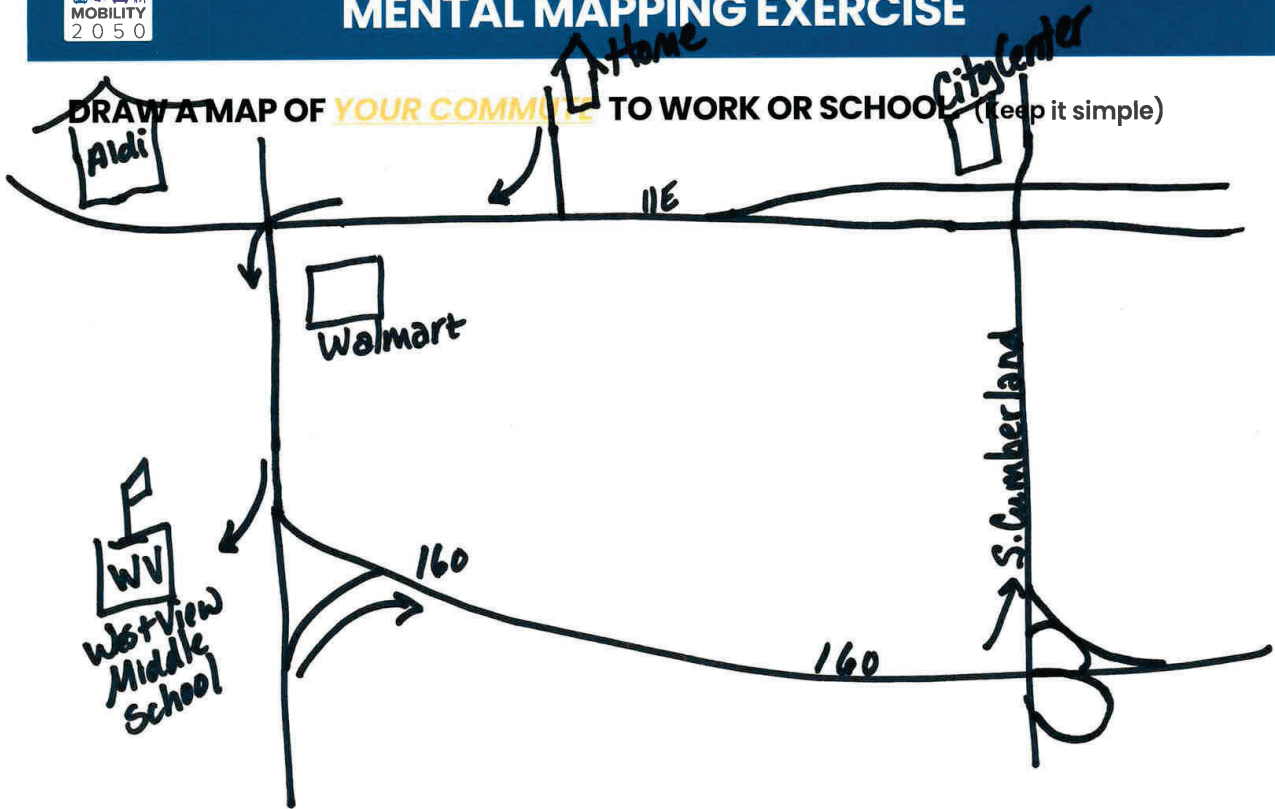 MOBILITY
2050
MENTAL MAPPING EXERCISE
Home
City Center
DRAW A MAP OF YOUR COMMUTE TO WORK OR SCHOOL. (Keep it simple)
Aldi
11E
Walmart
S. Cumberland
WV
Westview
Middle
School
160
160